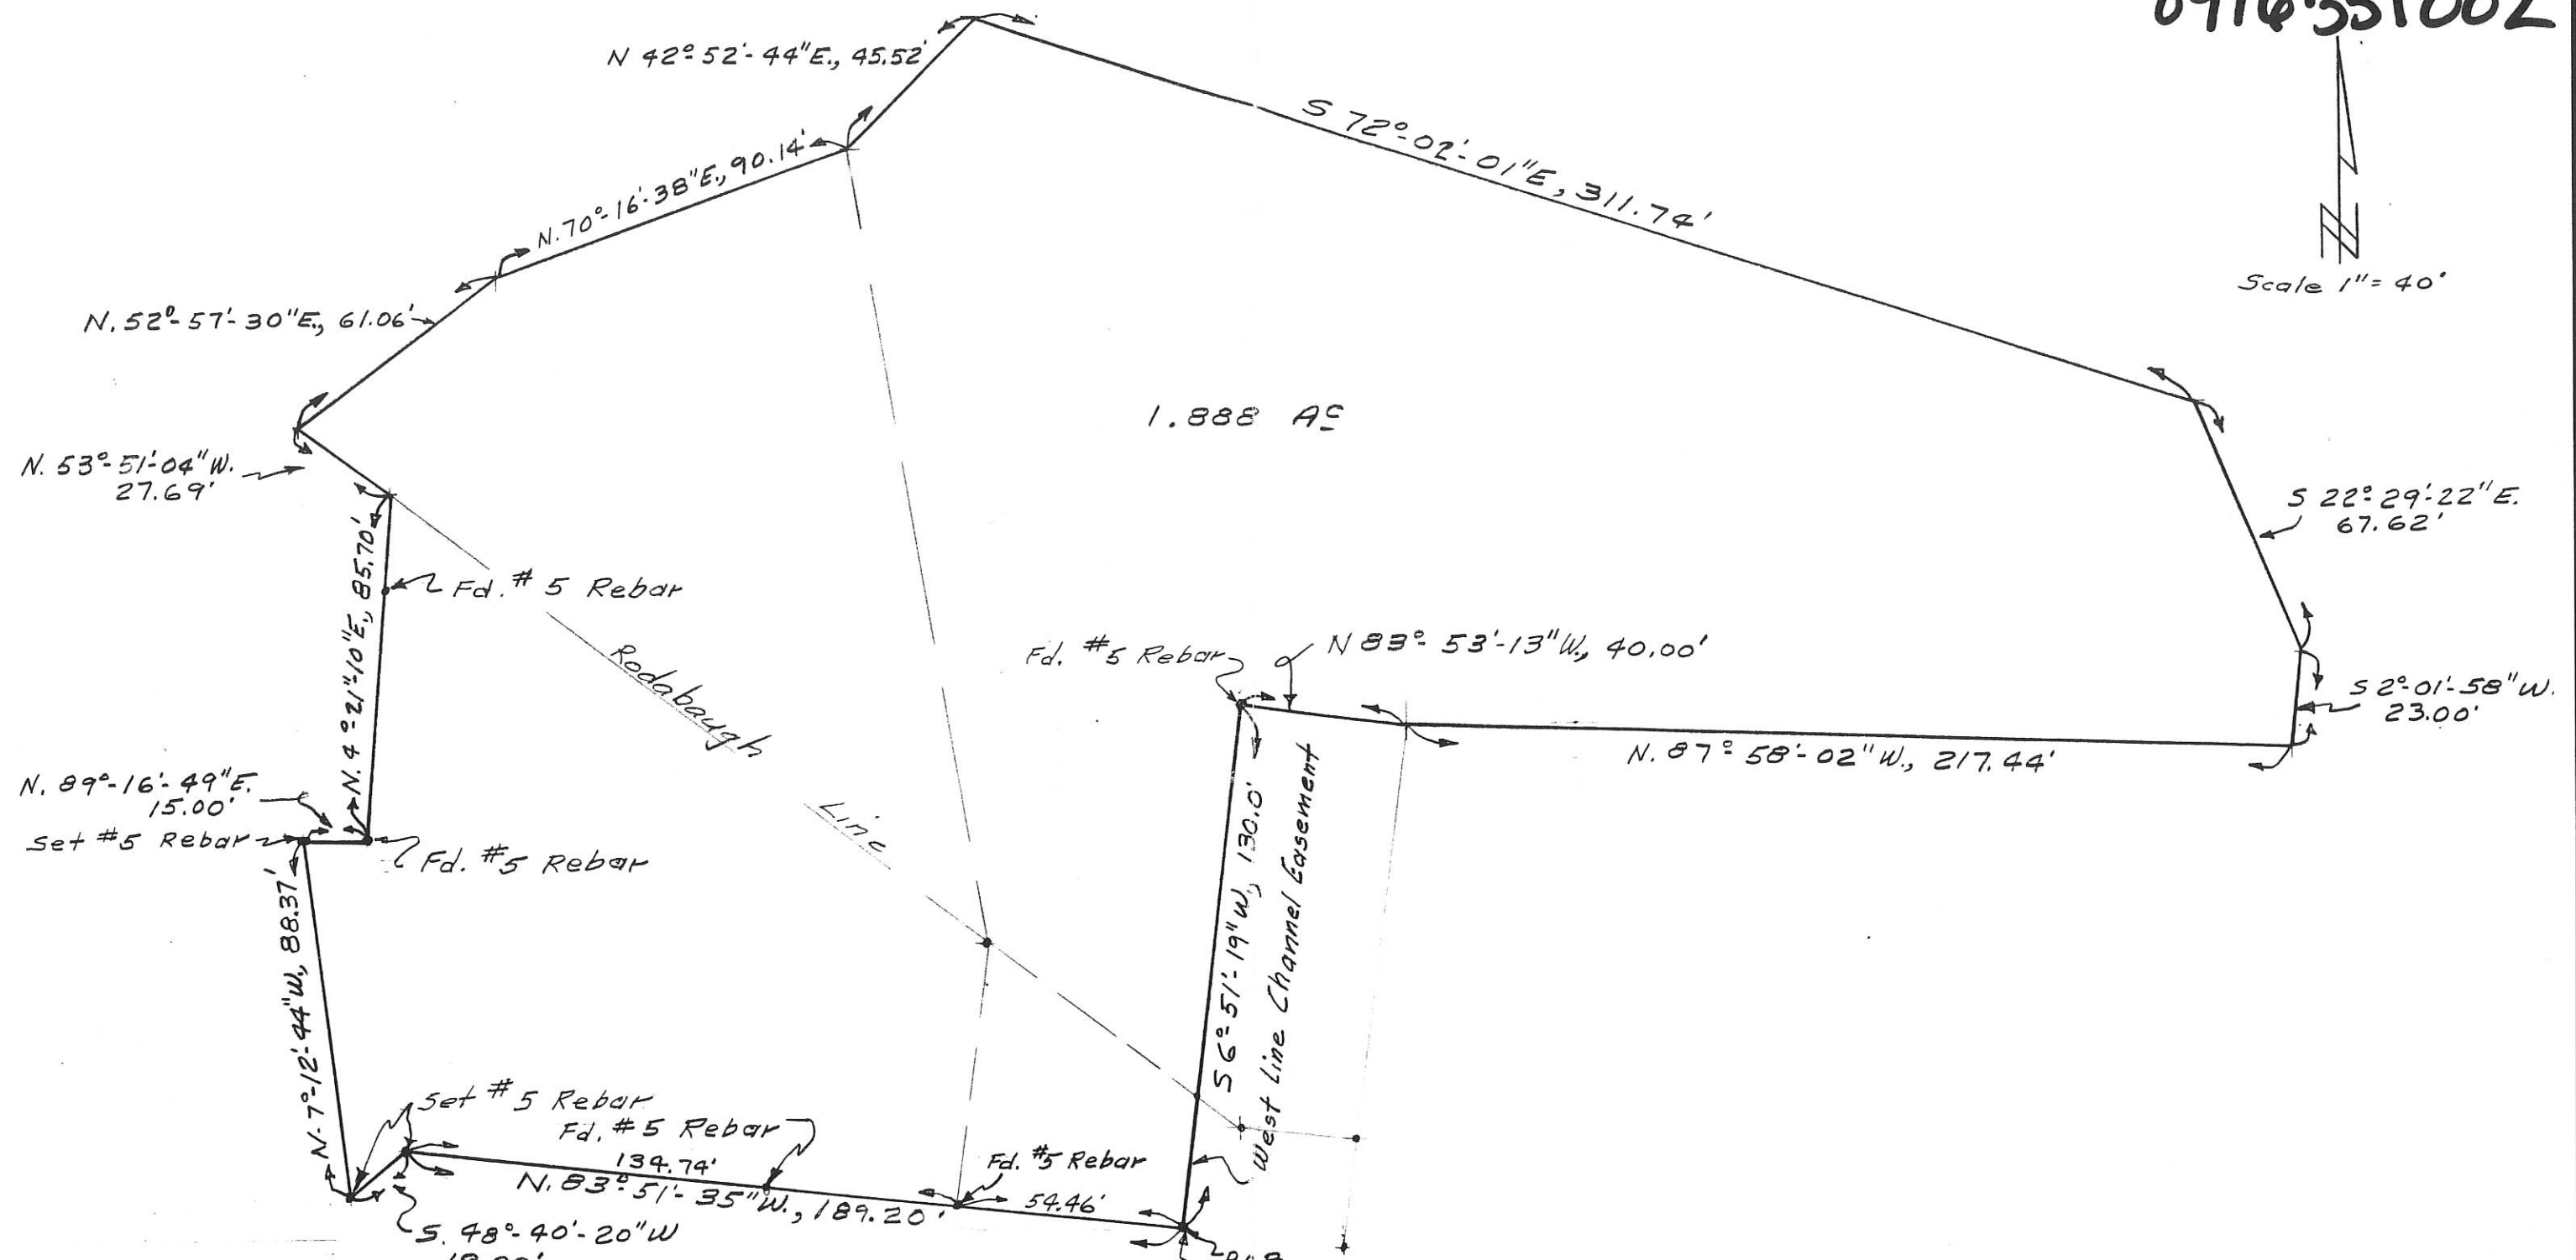 N 42°-52'-44"E., 45.52'
N. 70°-16'-38"E., 90.14'
S 72°-02'-01"E, 311.74'
Scale 1"= 40'
N. 52°-57'-30"E., 61.06'
1.888 Ac
N. 53°-51'-04"W.
27.69'
S 22°-29'-22"E.
67.62'
N. 4°-21'-10"E., 85.70'
Fd. #5 Rebar
Rodabaugh
Line
Fd. #5 Rebar
N 83°-53'-13"W., 40.00'
S 2°-01'-58"W.
23.00'
N. 87°-58'-02"W., 217.44'
N. 89°-16'-49"E.
15.00'
Set #5 Rebar
Fd. #5 Rebar
S 6°-51'-19"W., 130.0'
West Line Channel Easement
N-7°-12'-44"W., 88.37'
Set #5 Rebar
Fd. #5 Rebar
134.74'
N. 83°-51'-35"W., 189.20'
Fd. #5 Rebar
54.46'
S. 48°-40'-20"W